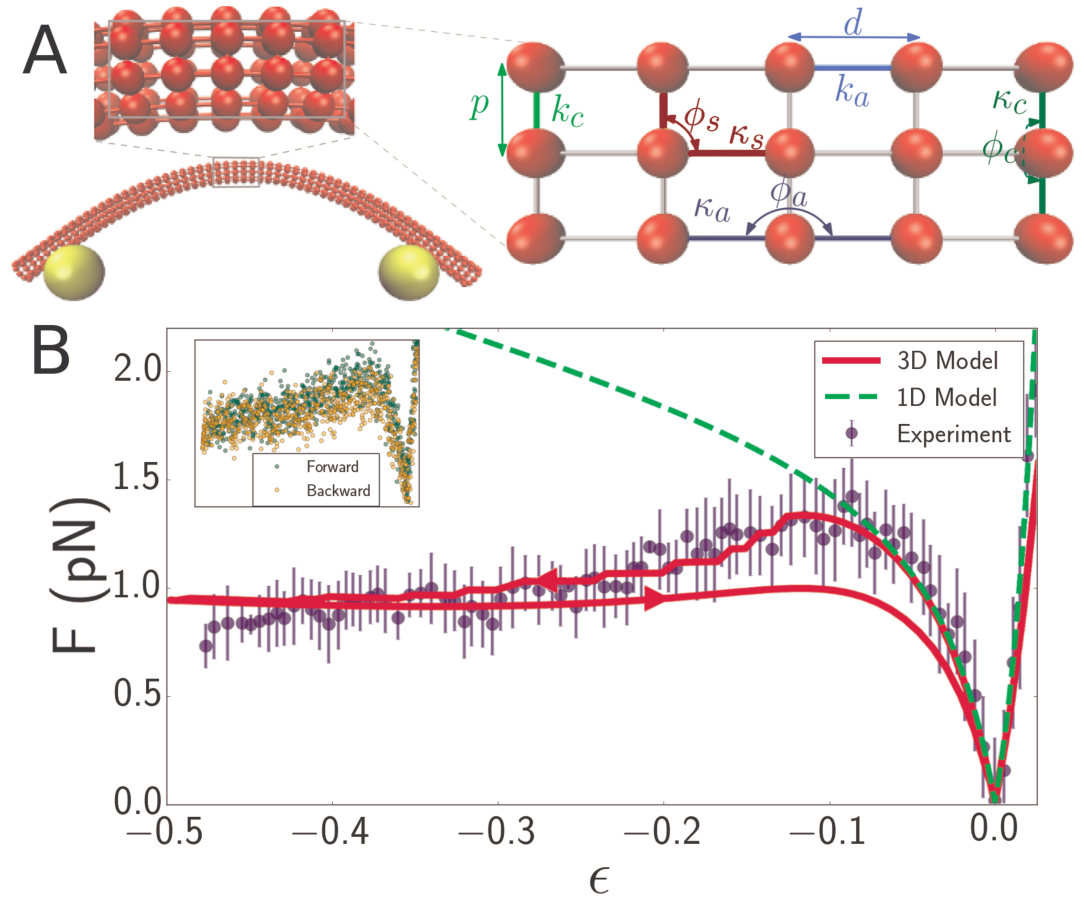 A
p
k_c
ϕ_s
κ_s
d
k_a
κ_c
ϕ_c
κ_a
ϕ_a
B
Forward
Backward
3D Model
1D Model
Experiment
F (pN)
2.0
1.5
1.0
0.5
0.0
−0.5 −0.4 −0.3 −0.2 −0.1 0.0
ϵ